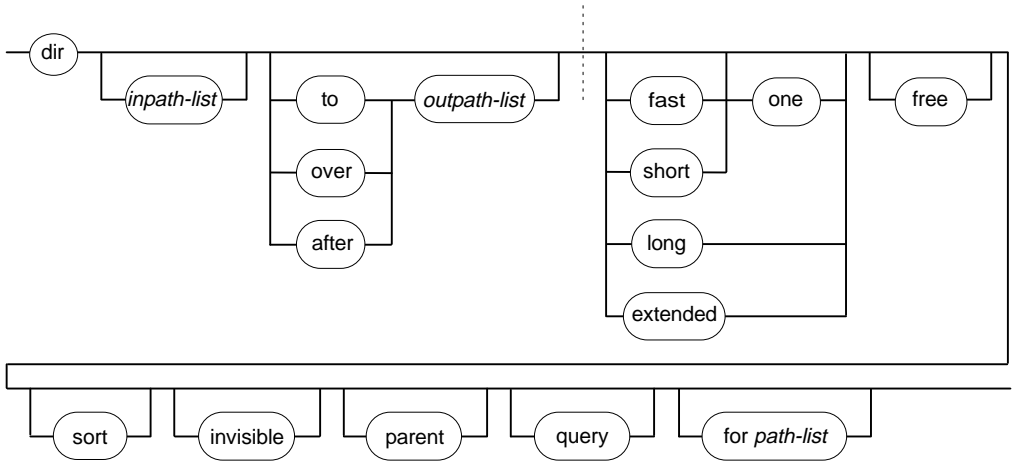 dir
inpath-list to outpath-list fast one free
over short
after long
extended
sort invisible parent query for path-list